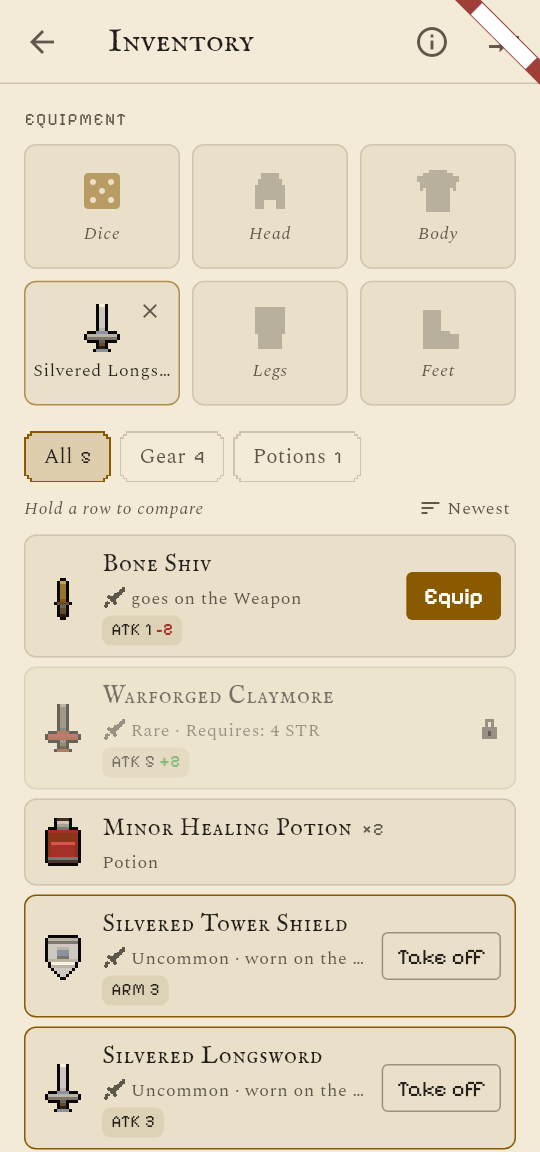 Inventory
EQUIPMENT
Dice
Head
Body
Silvered Longs…
Legs
Feet
All 5
Gear 4
Potions 1
Hold a row to compare
Newest
Bone Shiv
goes on the Weapon
Equip
ATK 1 -2
Warforged Claymore
Rare · Requires: 4 STR
ATK 5 +2
Minor Healing Potion ×2
Potion
Silvered Tower Shield
Uncommon · worn on the …
Take off
ARM 3
Silvered Longsword
Uncommon · worn on the …
Take off
ATK 3